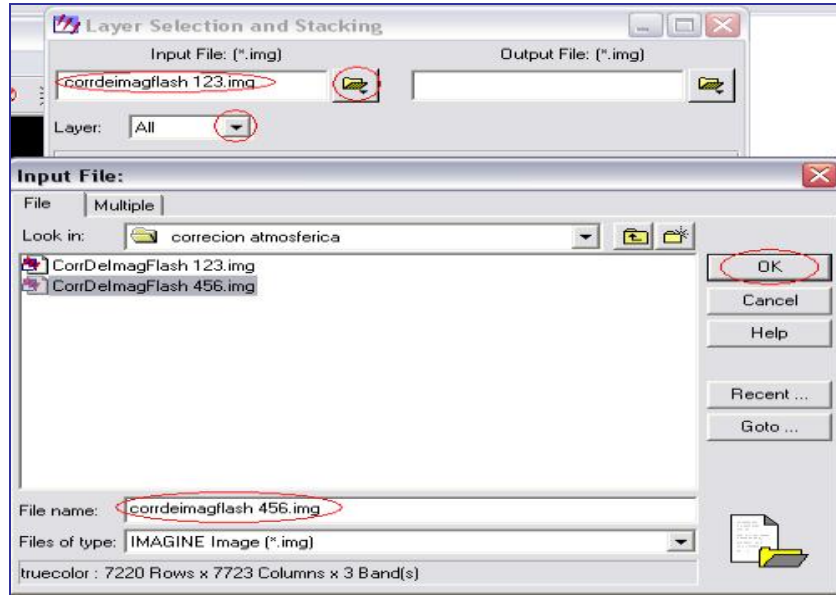 Layer Selection and Stacking
Input File: (*.img) Output File: (*.img)
corrdeimagflash 123.img
Layer: All
Input File:
File Multiple
Look in: correcion atmosferica
CorrDeImagFlash 123.img
CorrDeImagFlash 456.img
OK
Cancel
Help
Recent ...
Goto ...
File name: corrdeimagflash 456.img
Files of type: IMAGINE Image (*.img)
truecolor : 7220 Rows x 7723 Columns x 3 Band(s)